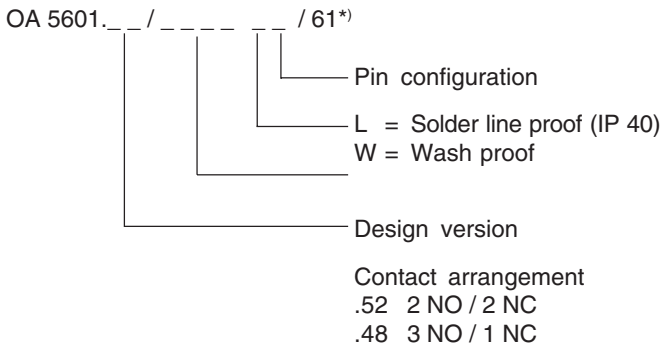 OA 5601._ _ / _ _ _ _ _ _ / 61*)
Pin configuration
L = Solder line proof (IP 40)
W = Wash proof
Design version
Contact arrangement
.52 2 NO / 2 NC
.48 3 NO / 1 NC